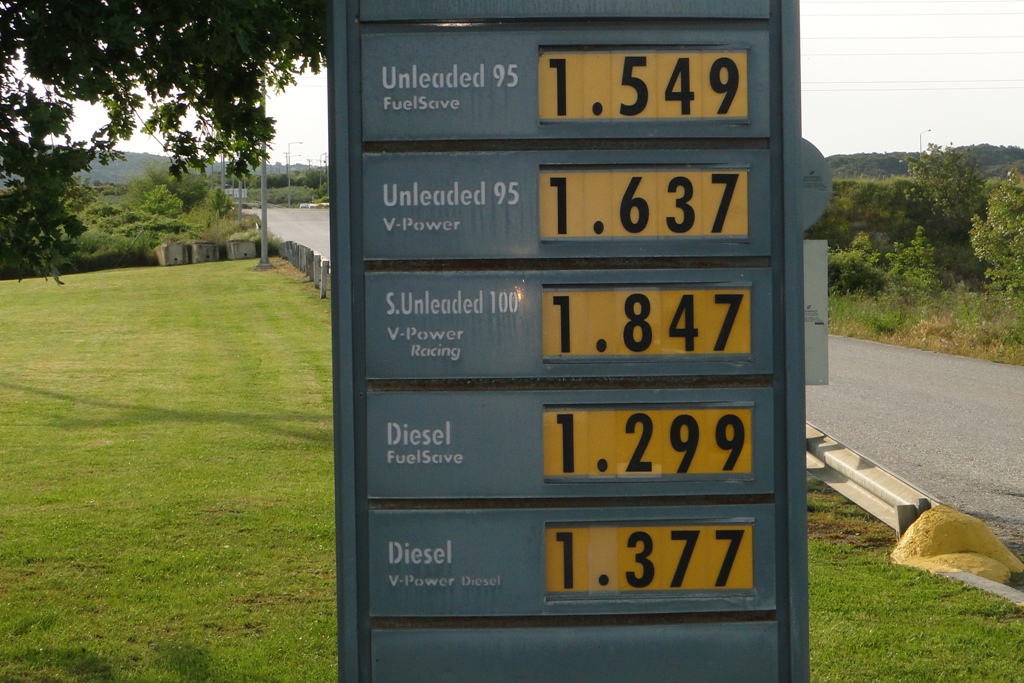 Unleaded 95 1.549
FuelSave
Unleaded 95 1.637
V-Power
S.Unleaded 100 1.847
V-Power
Racing
Diesel 1.299
FuelSave
Diesel 1.377
V-Power Diesel